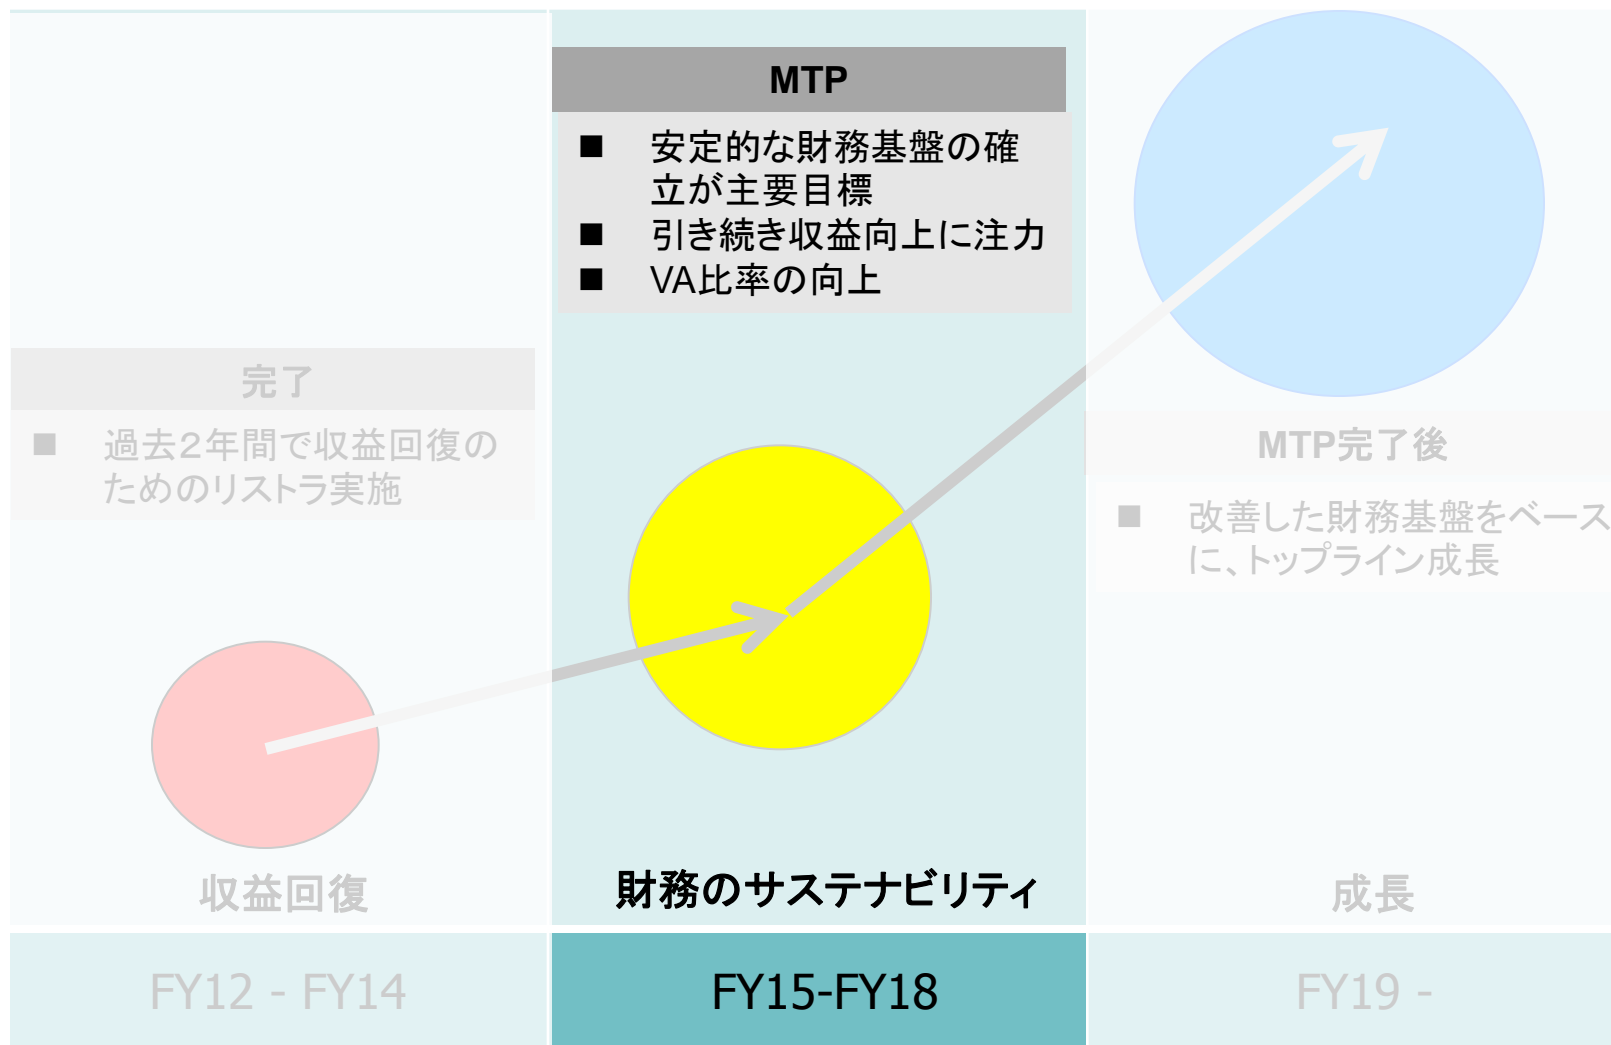 MTP
■ 安定的な財務基盤の確
立が主要目標
■ 引き続き収益向上に注力
■ VA比率の向上
完了
■ 過去２年間で収益回復の
ためのリストラ実施
MTP完了後
■ 改善した財務基盤をベース
に、トップライン成長
収益回復
財務のサステナビリティ
成長
FY12 - FY14
FY15-FY18
FY19 -